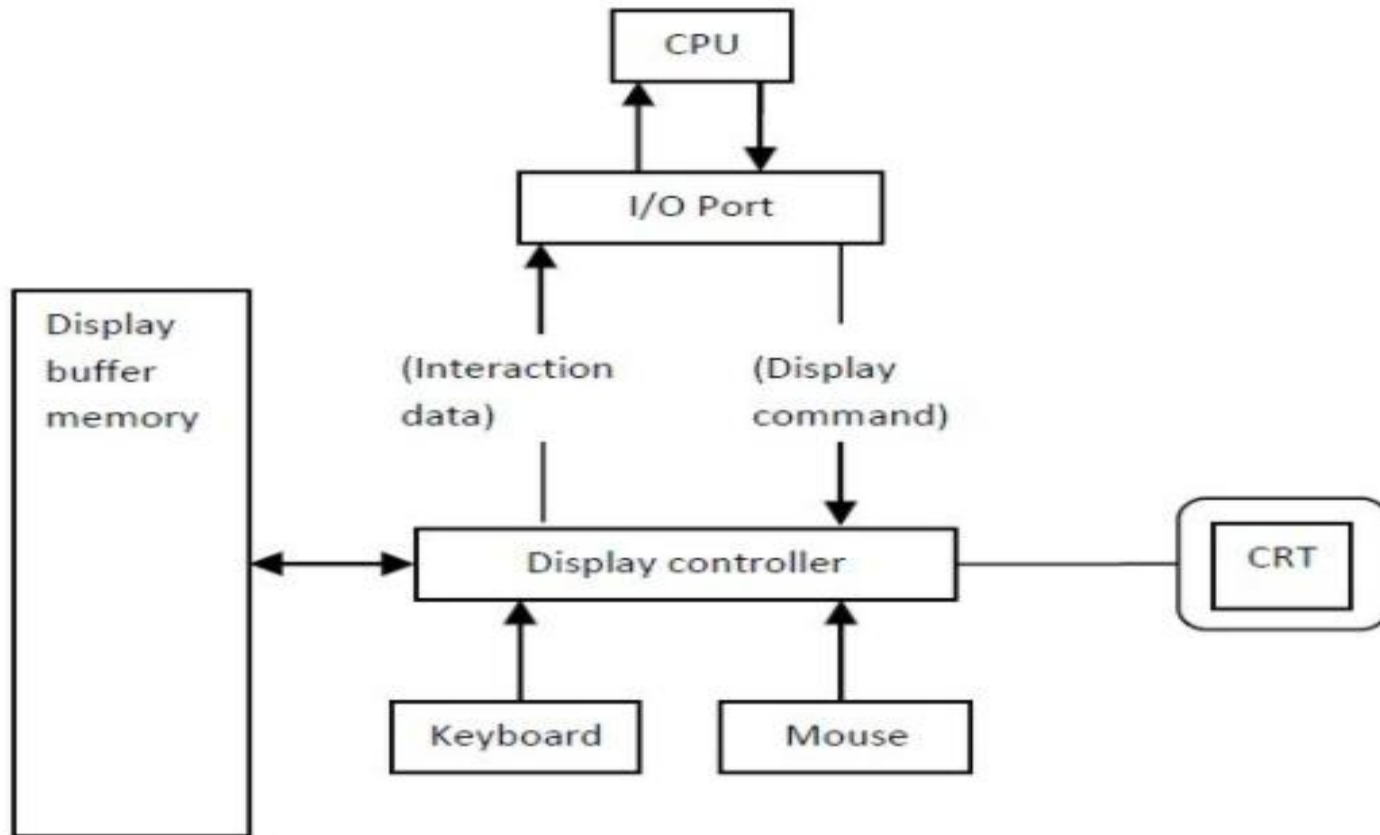 CPU
I/O Port
Display
buffer
memory
(Interaction
data)
(Display
command)
Display controller
CRT
Keyboard
Mouse